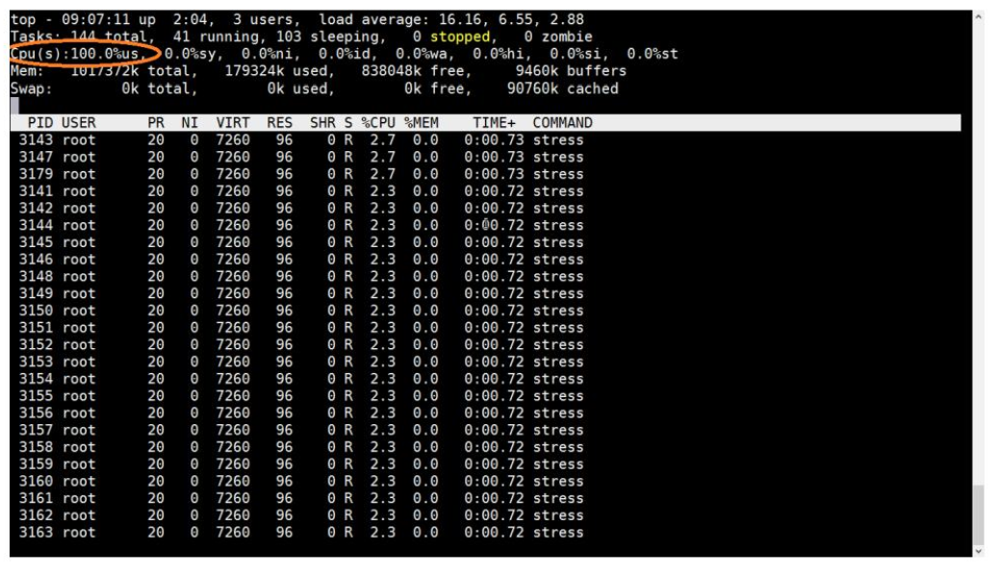 top - 09:07:11 up  2:04,  3 users,  load average: 16.16, 6.55, 2.88
Tasks: 144 total,  41 running, 103 sleeping,   0 stopped,   0 zombie
Cpu(s):100.0%us,  0.0%sy,  0.0%ni,  0.0%id,  0.0%wa,  0.0%hi,  0.0%si,  0.0%st
Mem:   1017372k total,   179324k used,   838048k free,     9460k buffers
Swap:        0k total,        0k used,        0k free,    90760k cached
PID USER      PR  NI  VIRT  RES  SHR S %CPU %MEM    TIME+  COMMAND
3143 root      20   0  7260   96    0 R  2.7  0.0   0:00.73 stress
3147 root      20   0  7260   96    0 R  2.7  0.0   0:00.73 stress
3179 root      20   0  7260   96    0 R  2.7  0.0   0:00.73 stress
3141 root      20   0  7260   96    0 R  2.3  0.0   0:00.72 stress
3142 root      20   0  7260   96    0 R  2.3  0.0   0:00.72 stress
3144 root      20   0  7260   96    0 R  2.3  0.0   0:00.72 stress
3145 root      20   0  7260   96    0 R  2.3  0.0   0:00.72 stress
3146 root      20   0  7260   96    0 R  2.3  0.0   0:00.72 stress
3148 root      20   0  7260   96    0 R  2.3  0.0   0:00.72 stress
3149 root      20   0  7260   96    0 R  2.3  0.0   0:00.72 stress
3150 root      20   0  7260   96    0 R  2.3  0.0   0:00.72 stress
3151 root      20   0  7260   96    0 R  2.3  0.0   0:00.72 stress
3152 root      20   0  7260   96    0 R  2.3  0.0   0:00.72 stress
3153 root      20   0  7260   96    0 R  2.3  0.0   0:00.72 stress
3154 root      20   0  7260   96    0 R  2.3  0.0   0:00.72 stress
3155 root      20   0  7260   96    0 R  2.3  0.0   0:00.72 stress
3156 root      20   0  7260   96    0 R  2.3  0.0   0:00.72 stress
3157 root      20   0  7260   96    0 R  2.3  0.0   0:00.72 stress
3158 root      20   0  7260   96    0 R  2.3  0.0   0:00.72 stress
3159 root      20   0  7260   96    0 R  2.3  0.0   0:00.72 stress
3160 root      20   0  7260   96    0 R  2.3  0.0   0:00.72 stress
3161 root      20   0  7260   96    0 R  2.3  0.0   0:00.72 stress
3162 root      20   0  7260   96    0 R  2.3  0.0   0:00.72 stress
3163 root      20   0  7260   96    0 R  2.3  0.0   0:00.72 stress